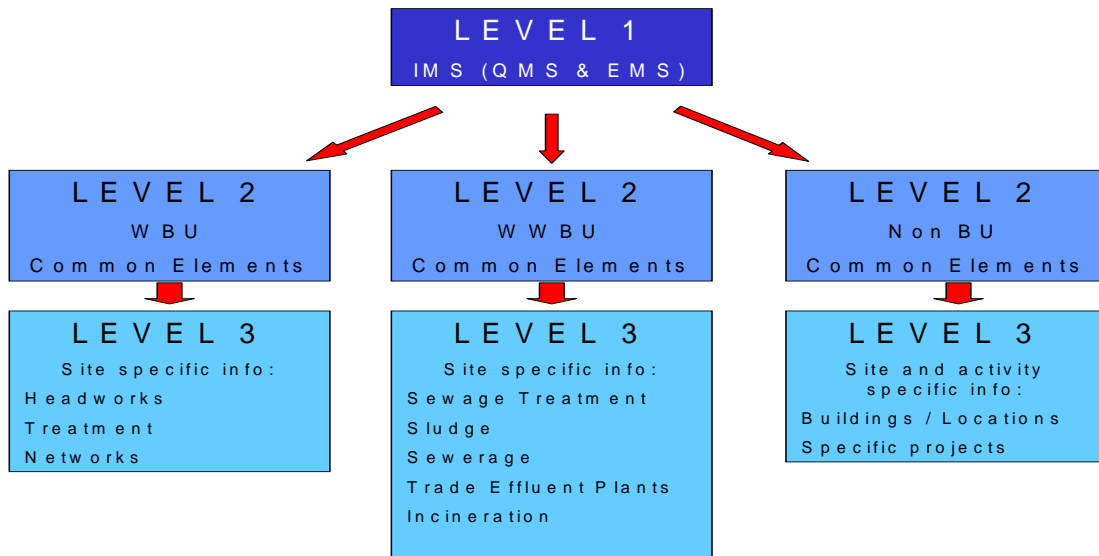 LEVEL 1
IMS (QMS & EMS)
LEVEL 2
WBU
Common Elements
LEVEL 2
WWBU
Common Elements
LEVEL 2
Non BU
Common Elements
LEVEL 3
Site specific info:
Headworks
Treatment
Networks
LEVEL 3
Site specific info:
Sewage Treatment
Sludge
Sewerage
Trade Effluent Plants
Incineration
LEVEL 3
Site and activity
specific info:
Buildings / Locations
Specific projects